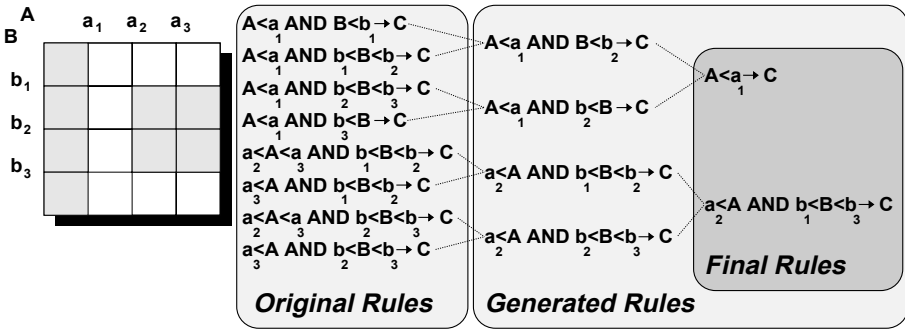 A
B
a1 a2 a3
b1
b2
b3
A<a1 AND B<b1→ C
A<a1 AND b1<B<b2→ C
A<a1 AND b2<B<b3→ C
A<a1 AND b3<B→ C
a2<A<a3 AND b1<B<b2→ C
a3<A AND b1<B<b2→ C
a2<A<a3 AND b2<B<b3→ C
a3<A AND b2<B<b3→ C
Original Rules
A<a1 AND B<b2→ C
A<a1 AND b2<B→ C
a2<A AND b1<B<b2→ C
a2<A AND b2<B<b3→ C
Generated Rules
A<a1→ C
a2<A AND b1<B<b3→ C
Final Rules